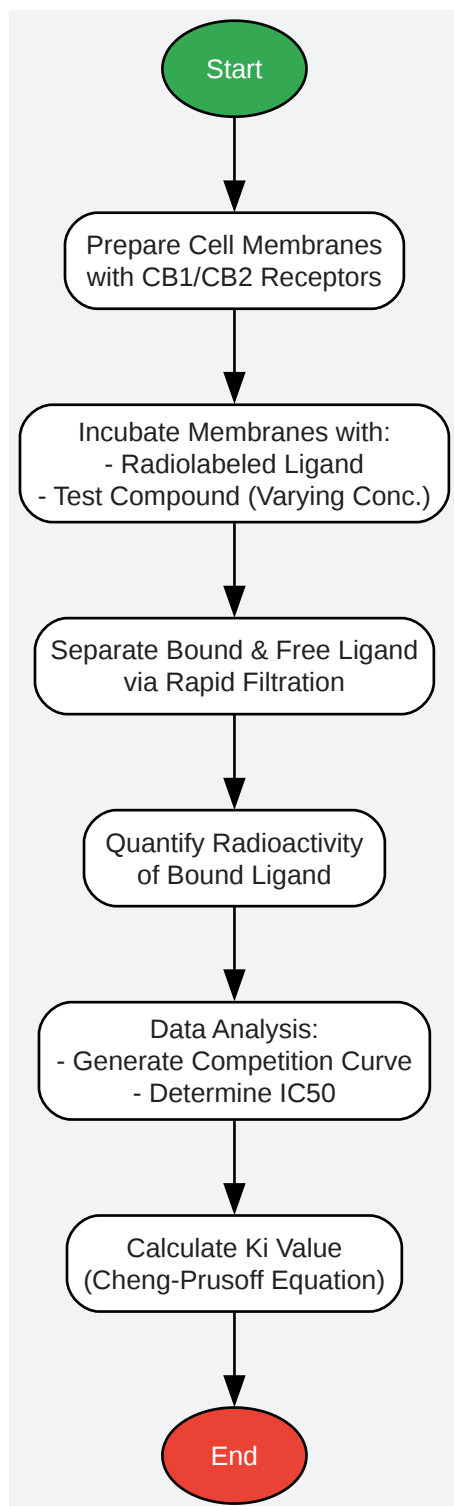 Start
Prepare Cell Membranes
with CB1/CB2 Receptors
Incubate Membranes with:
- Radiolabeled Ligand
- Test Compound (Varying Conc.)
Separate Bound & Free Ligand
via Rapid Filtration
Quantify Radioactivity
of Bound Ligand
Data Analysis:
- Generate Competition Curve
- Determine IC50
Calculate Ki Value
(Cheng-Prusoff Equation)
End